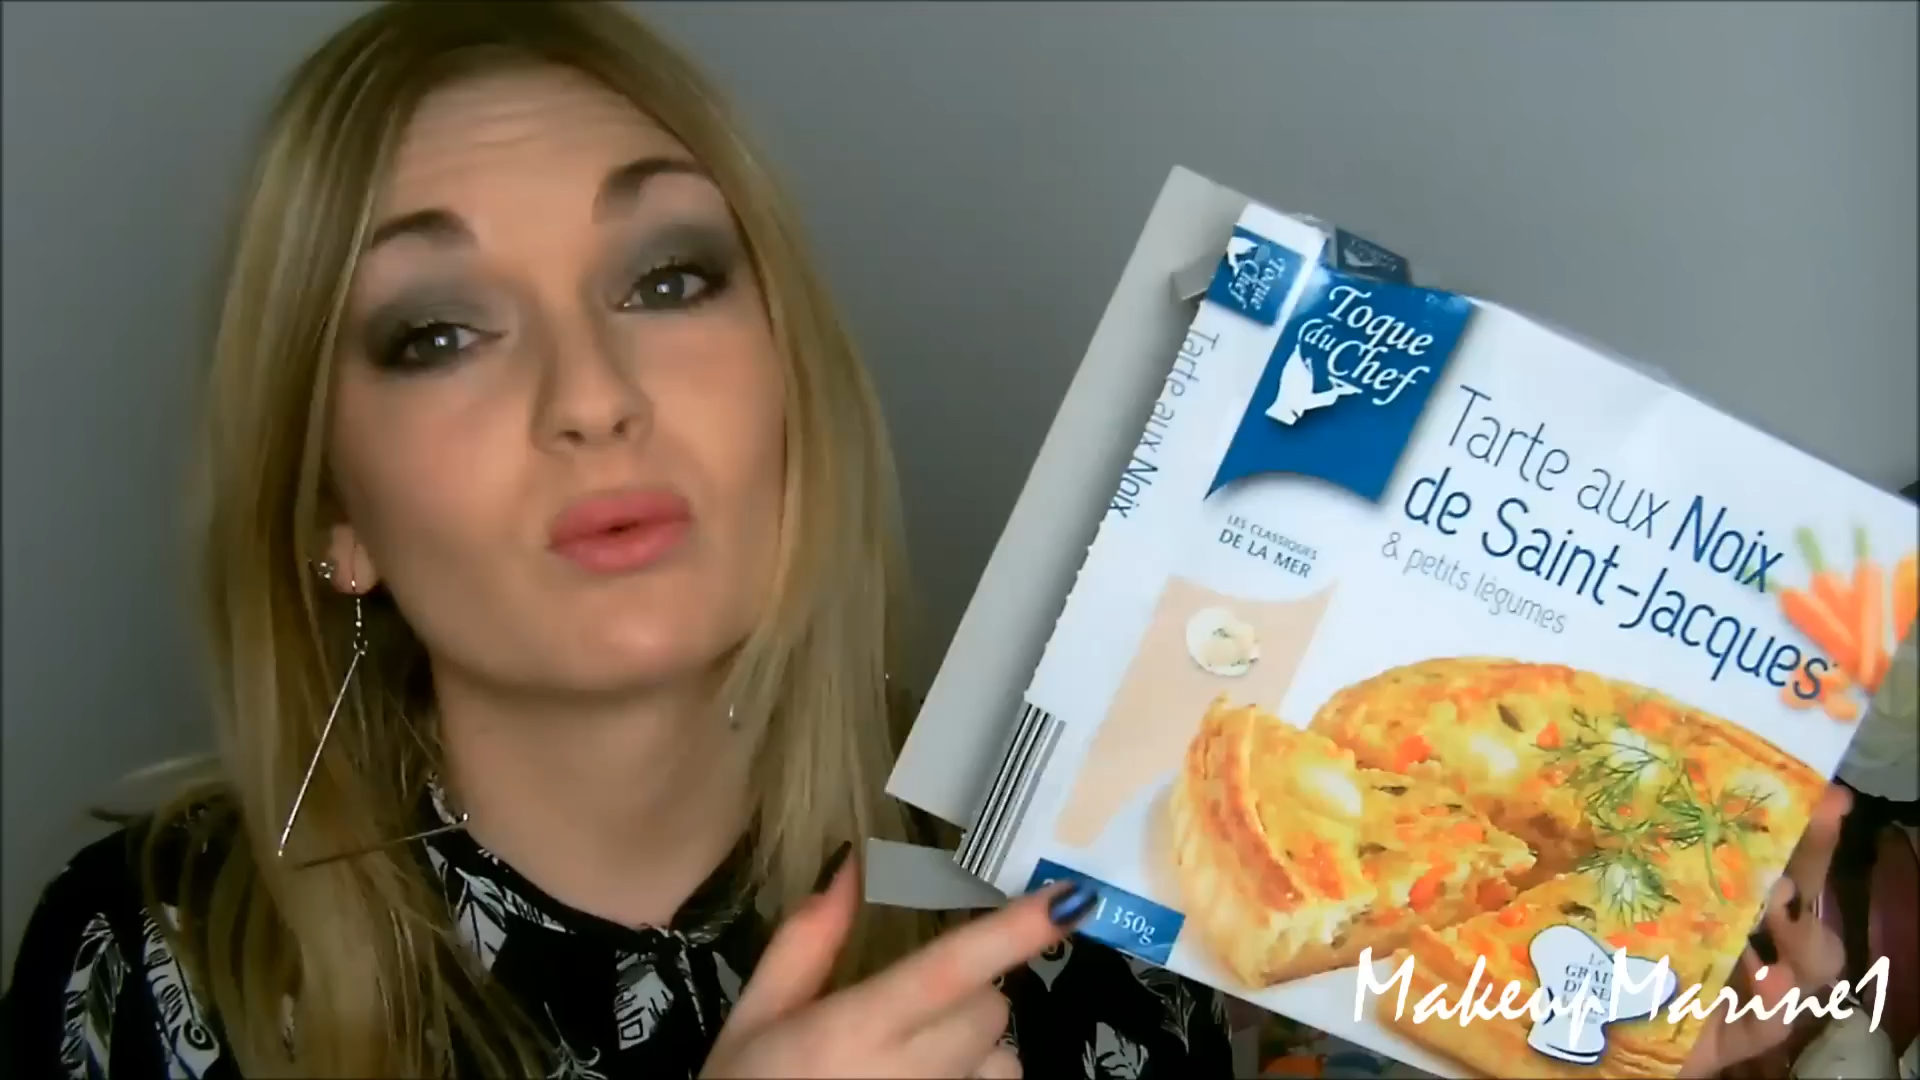 Toque
du Chef
Toque
du Chef
Tarte aux Noix
Tarte aux Noix
de Saint-Jacques
& petits légumes
LES CLASSIQUES
DE LA MER
350g
MakeupMarine1